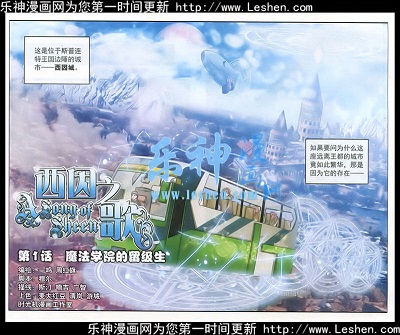 乐神漫画网为您第一时间更新 http://www.Leshen.com
这是位于斯普连
特王国边陲的城
市——西因城。
如果要问为什么这
座远离王都的城市
竟如此繁华,那是
因为它的存在——
乐神
西因之歌
A Song of
Sheen
第1话 魔法学院的留级生
乐神漫画网为您第一时间更新 http://www.Leshen.com